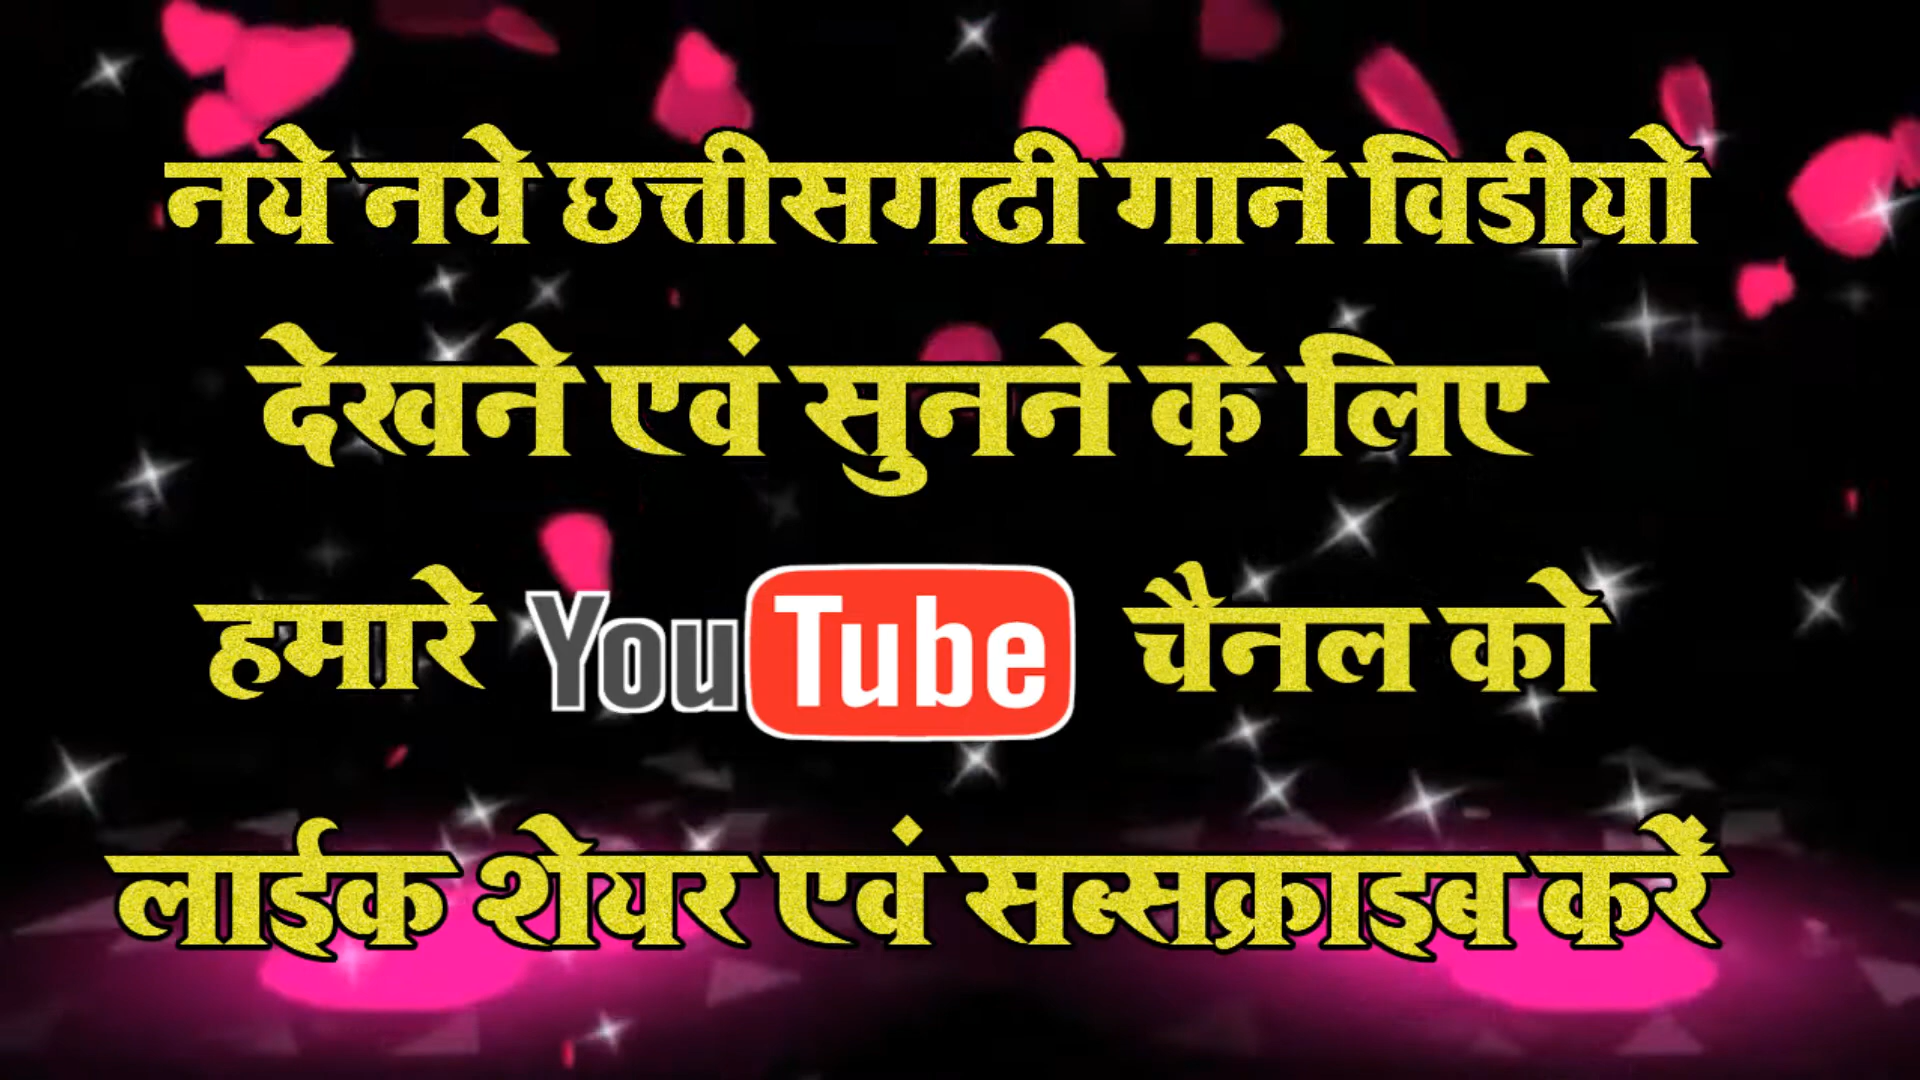 नये नये छत्तीसगढी गाने विडीयो
देखने एवं सुनने के लिए
हमारे YouTube चैनल को
लाईक शेयर एवं सब्सक्राइब करें